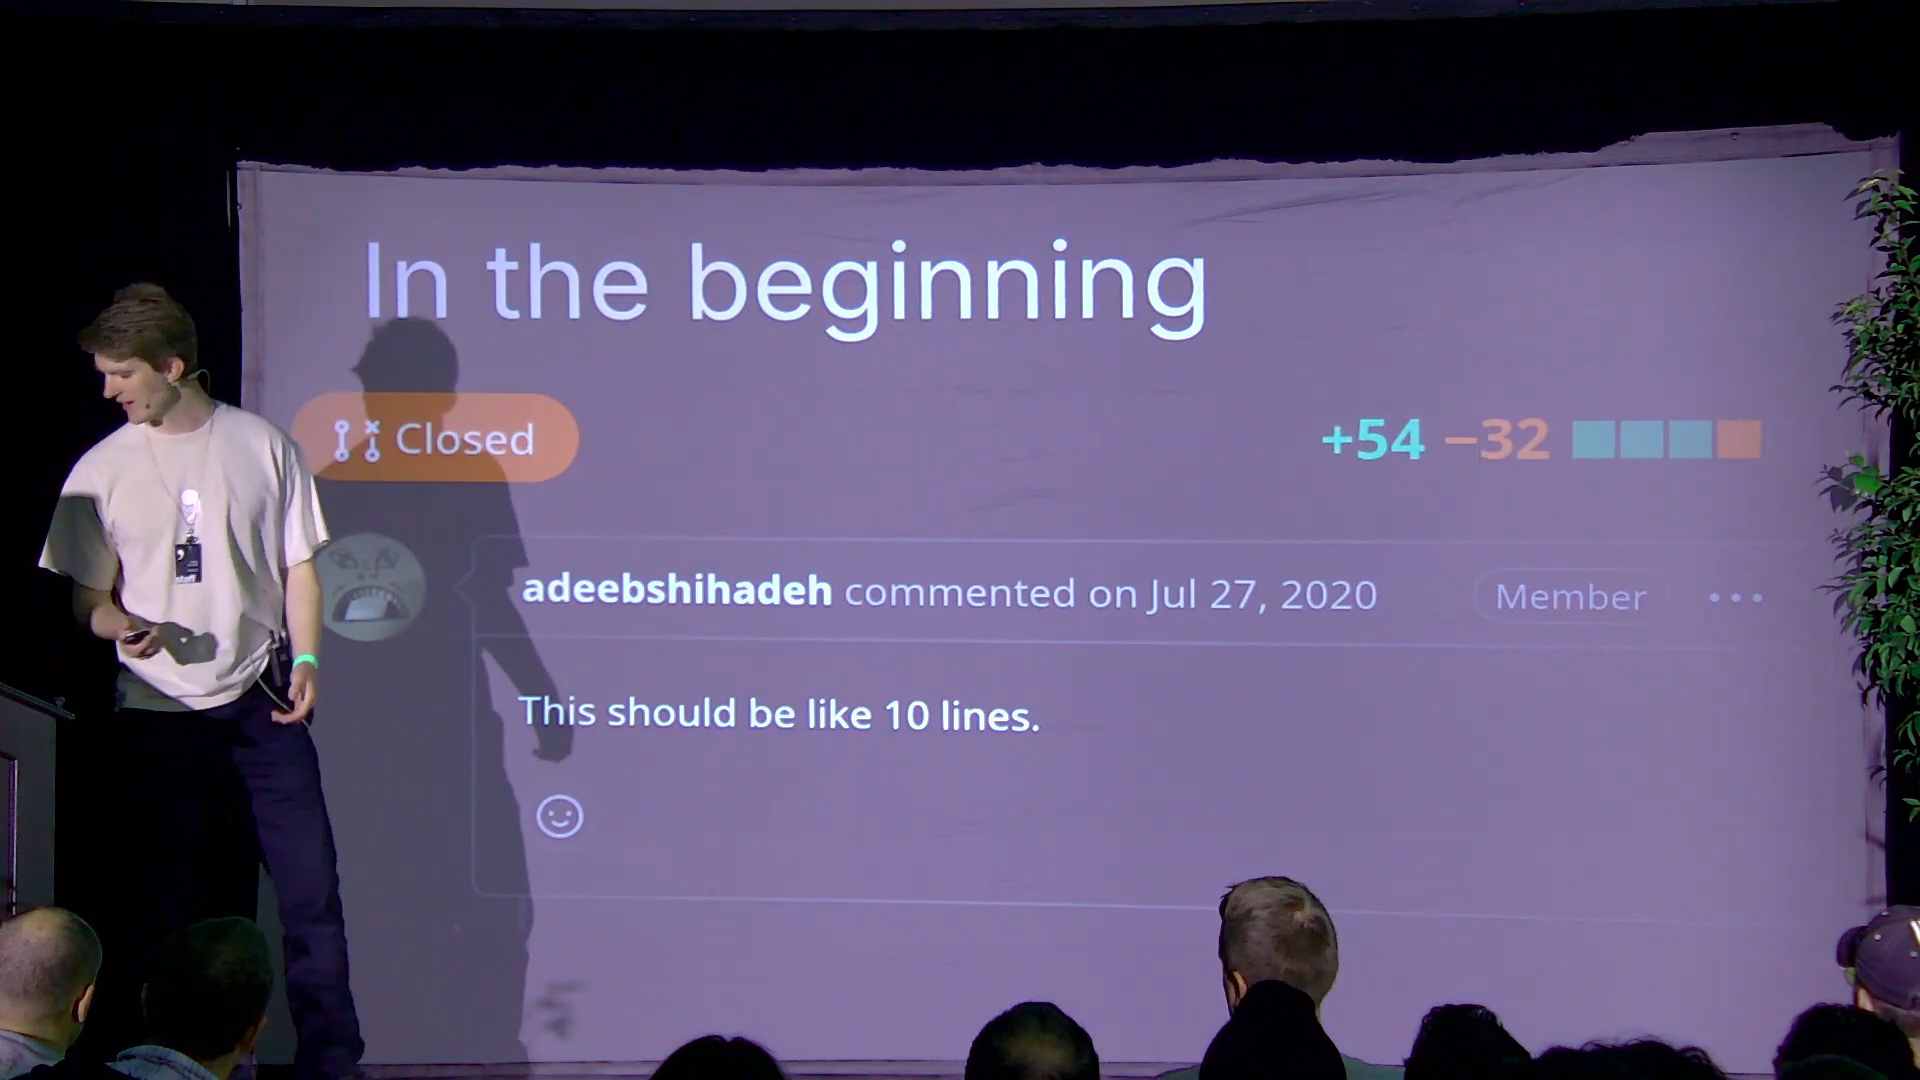 In the beginning
Closed
+54 −32
adeebshihadeh commented on Jul 27, 2020
Member
This should be like 10 lines.
staff